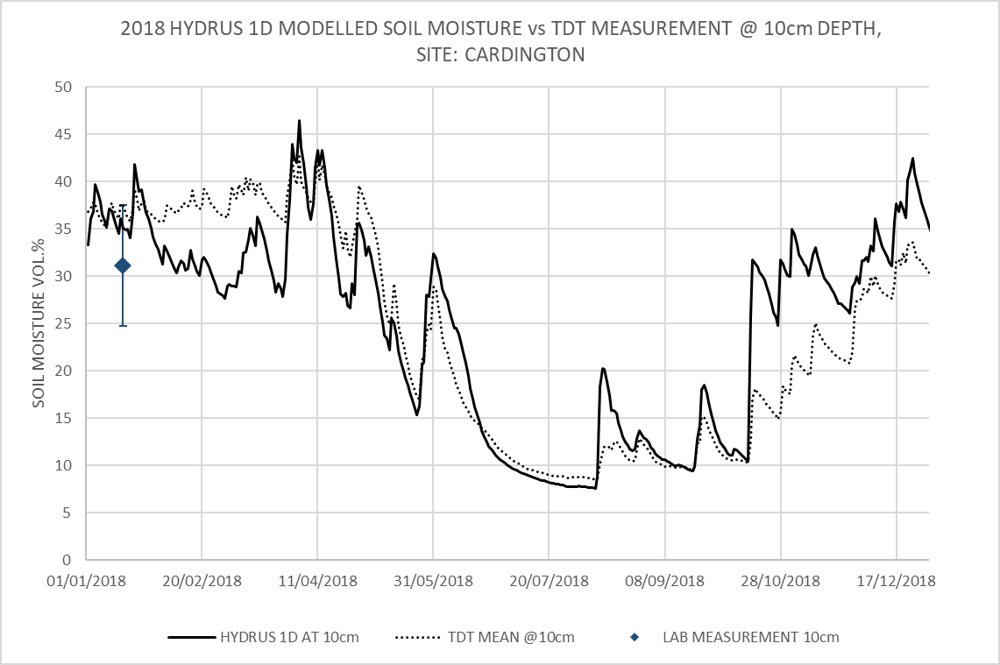 2018 HYDRUS 1D MODELLED SOIL MOISTURE vs TDT MEASUREMENT @ 10cm DEPTH,
SITE: CARDINGTON
SOIL MOISTURE VOL.%
50
45
40
35
30
25
20
15
10
5
0
01/01/2018 20/02/2018 11/04/2018 31/05/2018 20/07/2018 08/09/2018 28/10/2018 17/12/2018
HYDRUS 1D AT 10cm TDT MEAN @10cm LAB MEASUREMENT 10cm